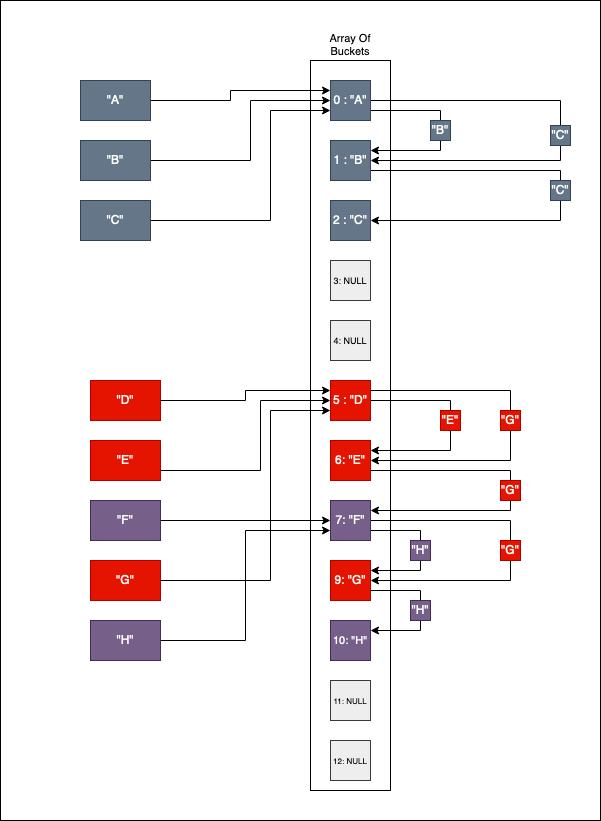 Array Of
Buckets
"A"
0 : "A"
"B"
"C"
"B"
1 : "B"
"C"
"C"
2 : "C"
3: NULL
4: NULL
"D"
5 : "D"
"E"
"G"
"E"
6: "E"
"G"
"F"
7: "F"
"H"
"G"
"G"
9: "G"
"H"
"H"
10: "H"
11: NULL
12: NULL